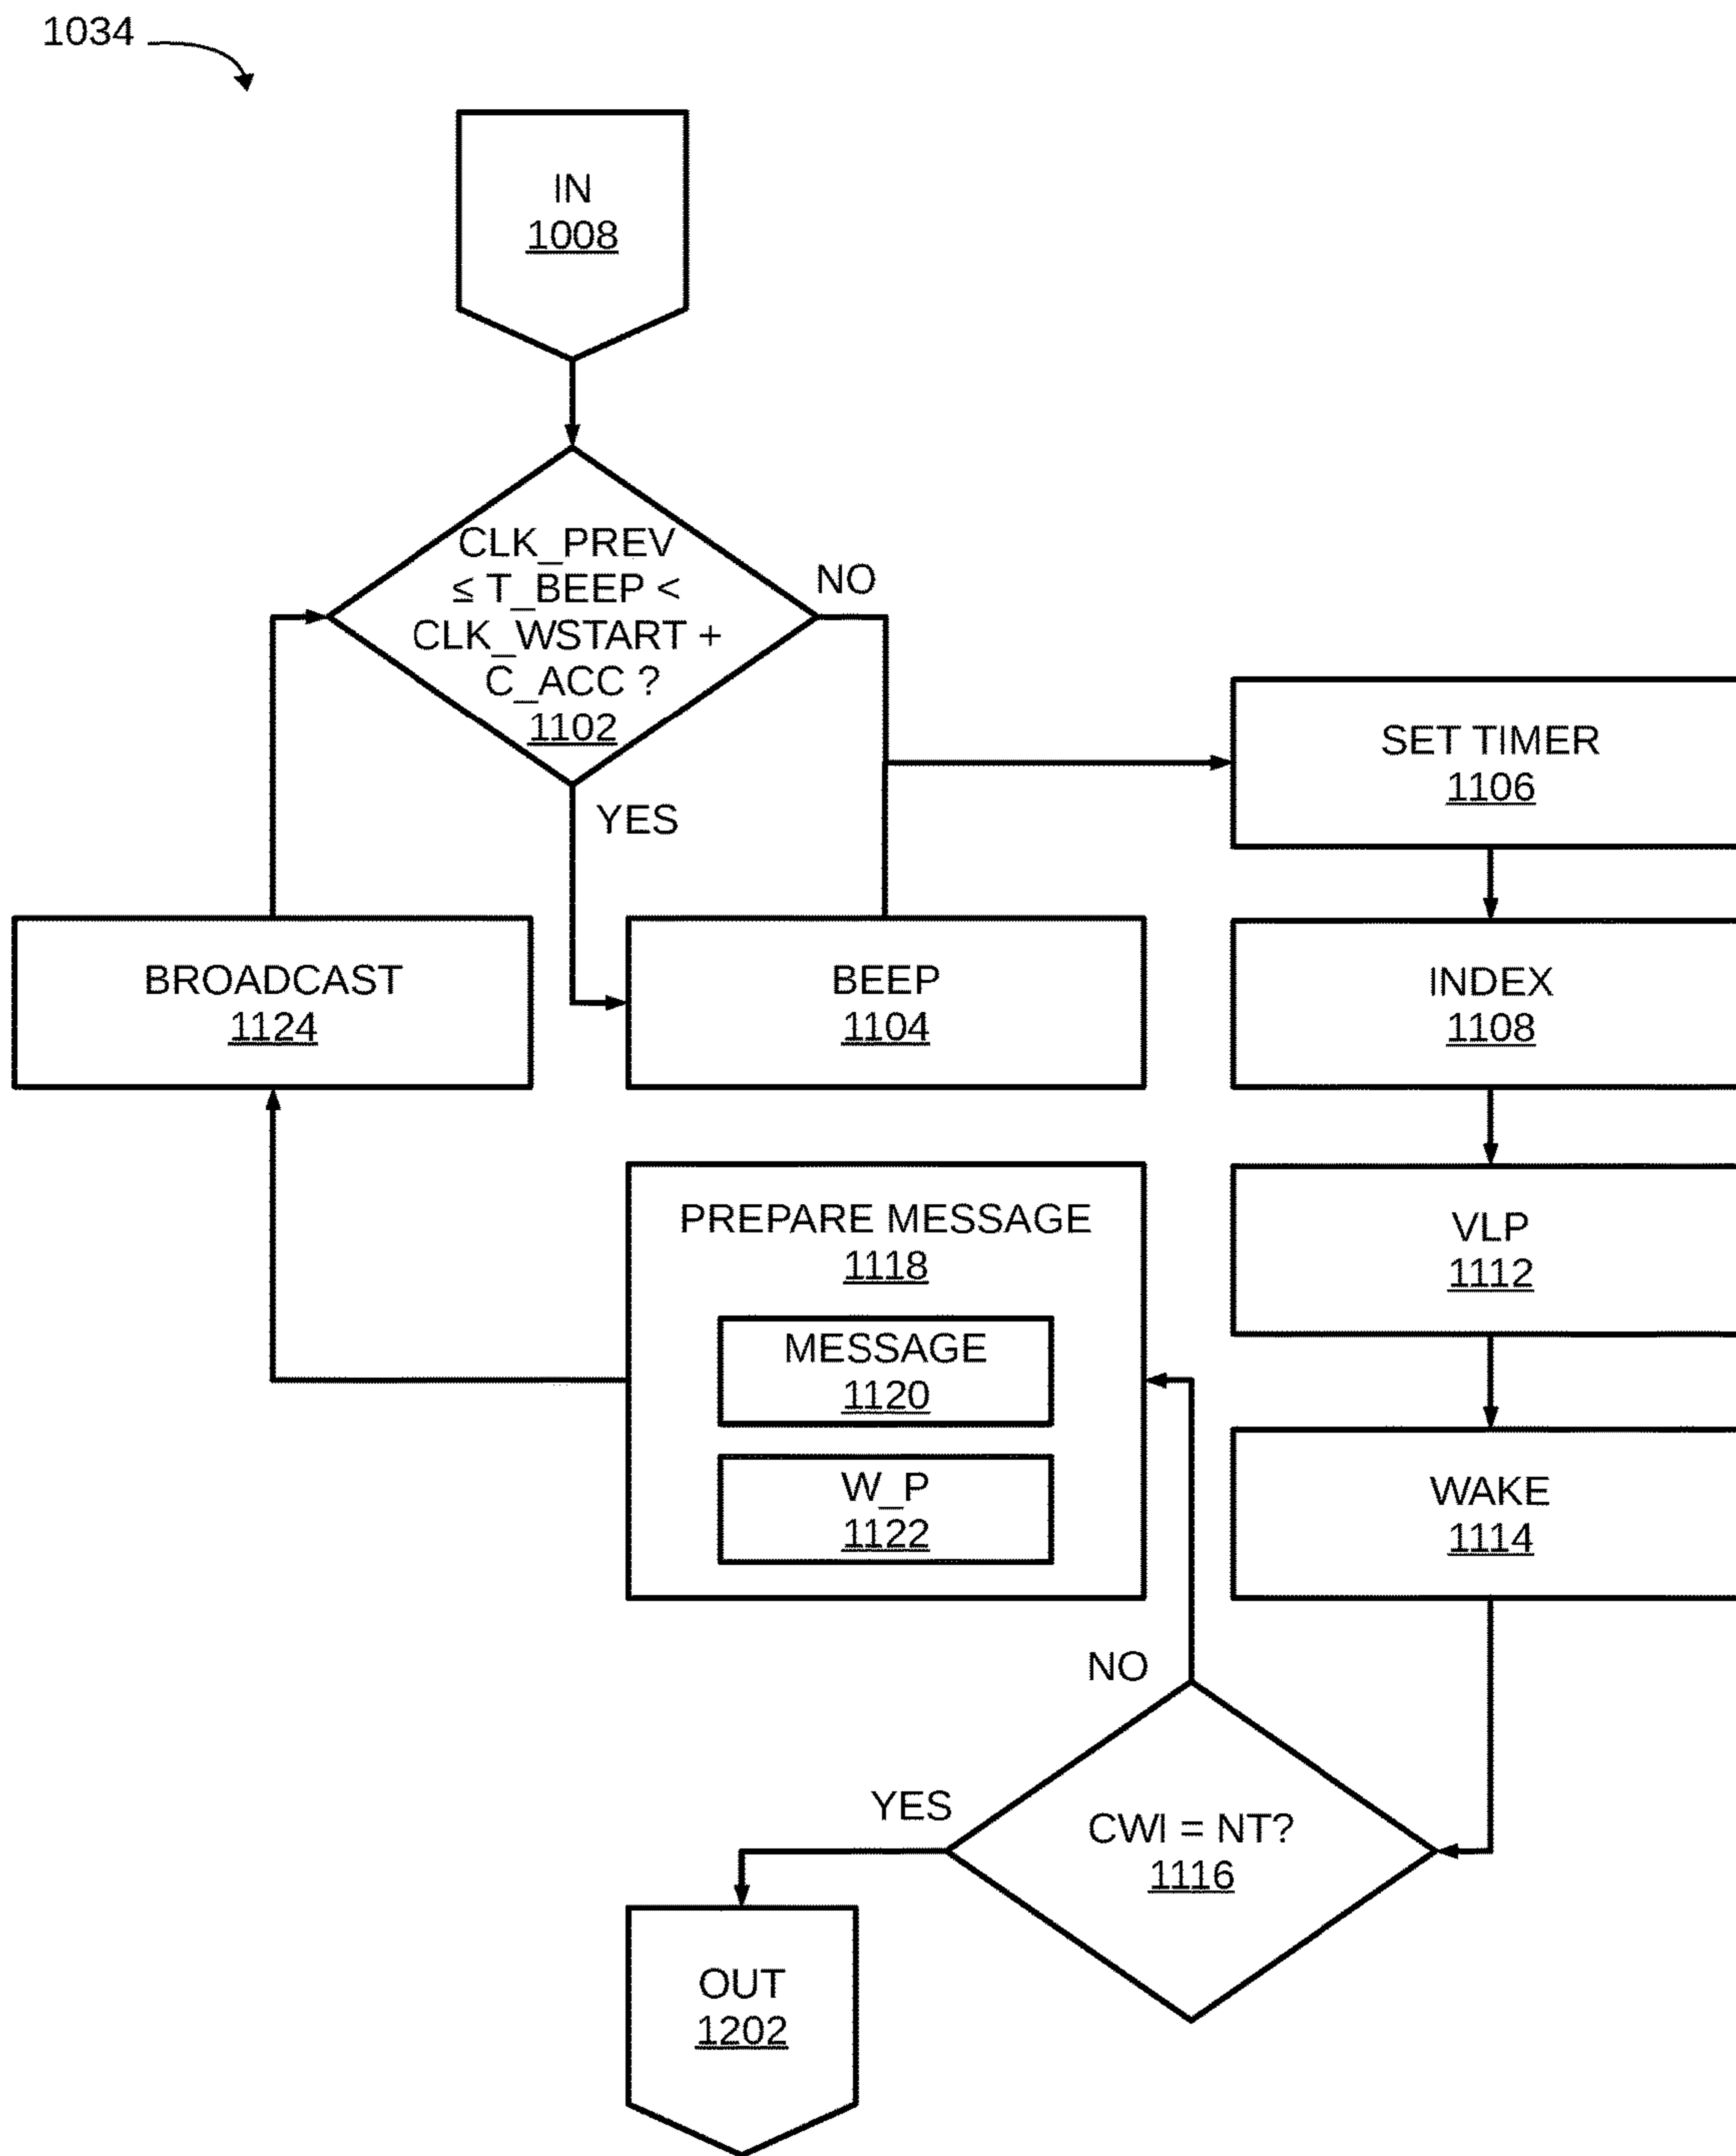 1034
IN
1008
CLK_PREV
≤ T_BEEP <
CLK_WSTART +
C_ACC ?
1102
NO
YES
SET TIMER
1106
BROADCAST
1124
BEEP
1104
INDEX
1108
PREPARE MESSAGE
1118
MESSAGE
1120
W_P
1122
VLP
1112
WAKE
1114
NO
YES
CWI = NT?
1116
OUT
1202